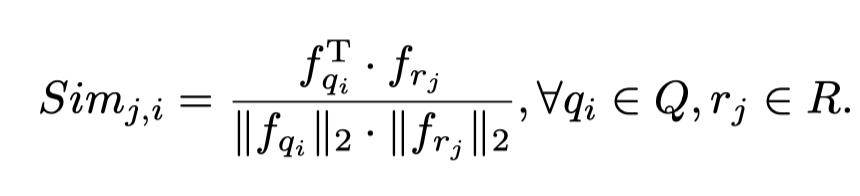 $Sim_{j,i} = \frac{f_{q_i}^{\mathrm{T}} \cdot f_{r_j}}{\|f_{q_i}\|_2 \cdot \|f_{r_j}\|_2}, \forall q_i \in Q, r_j \in R.$